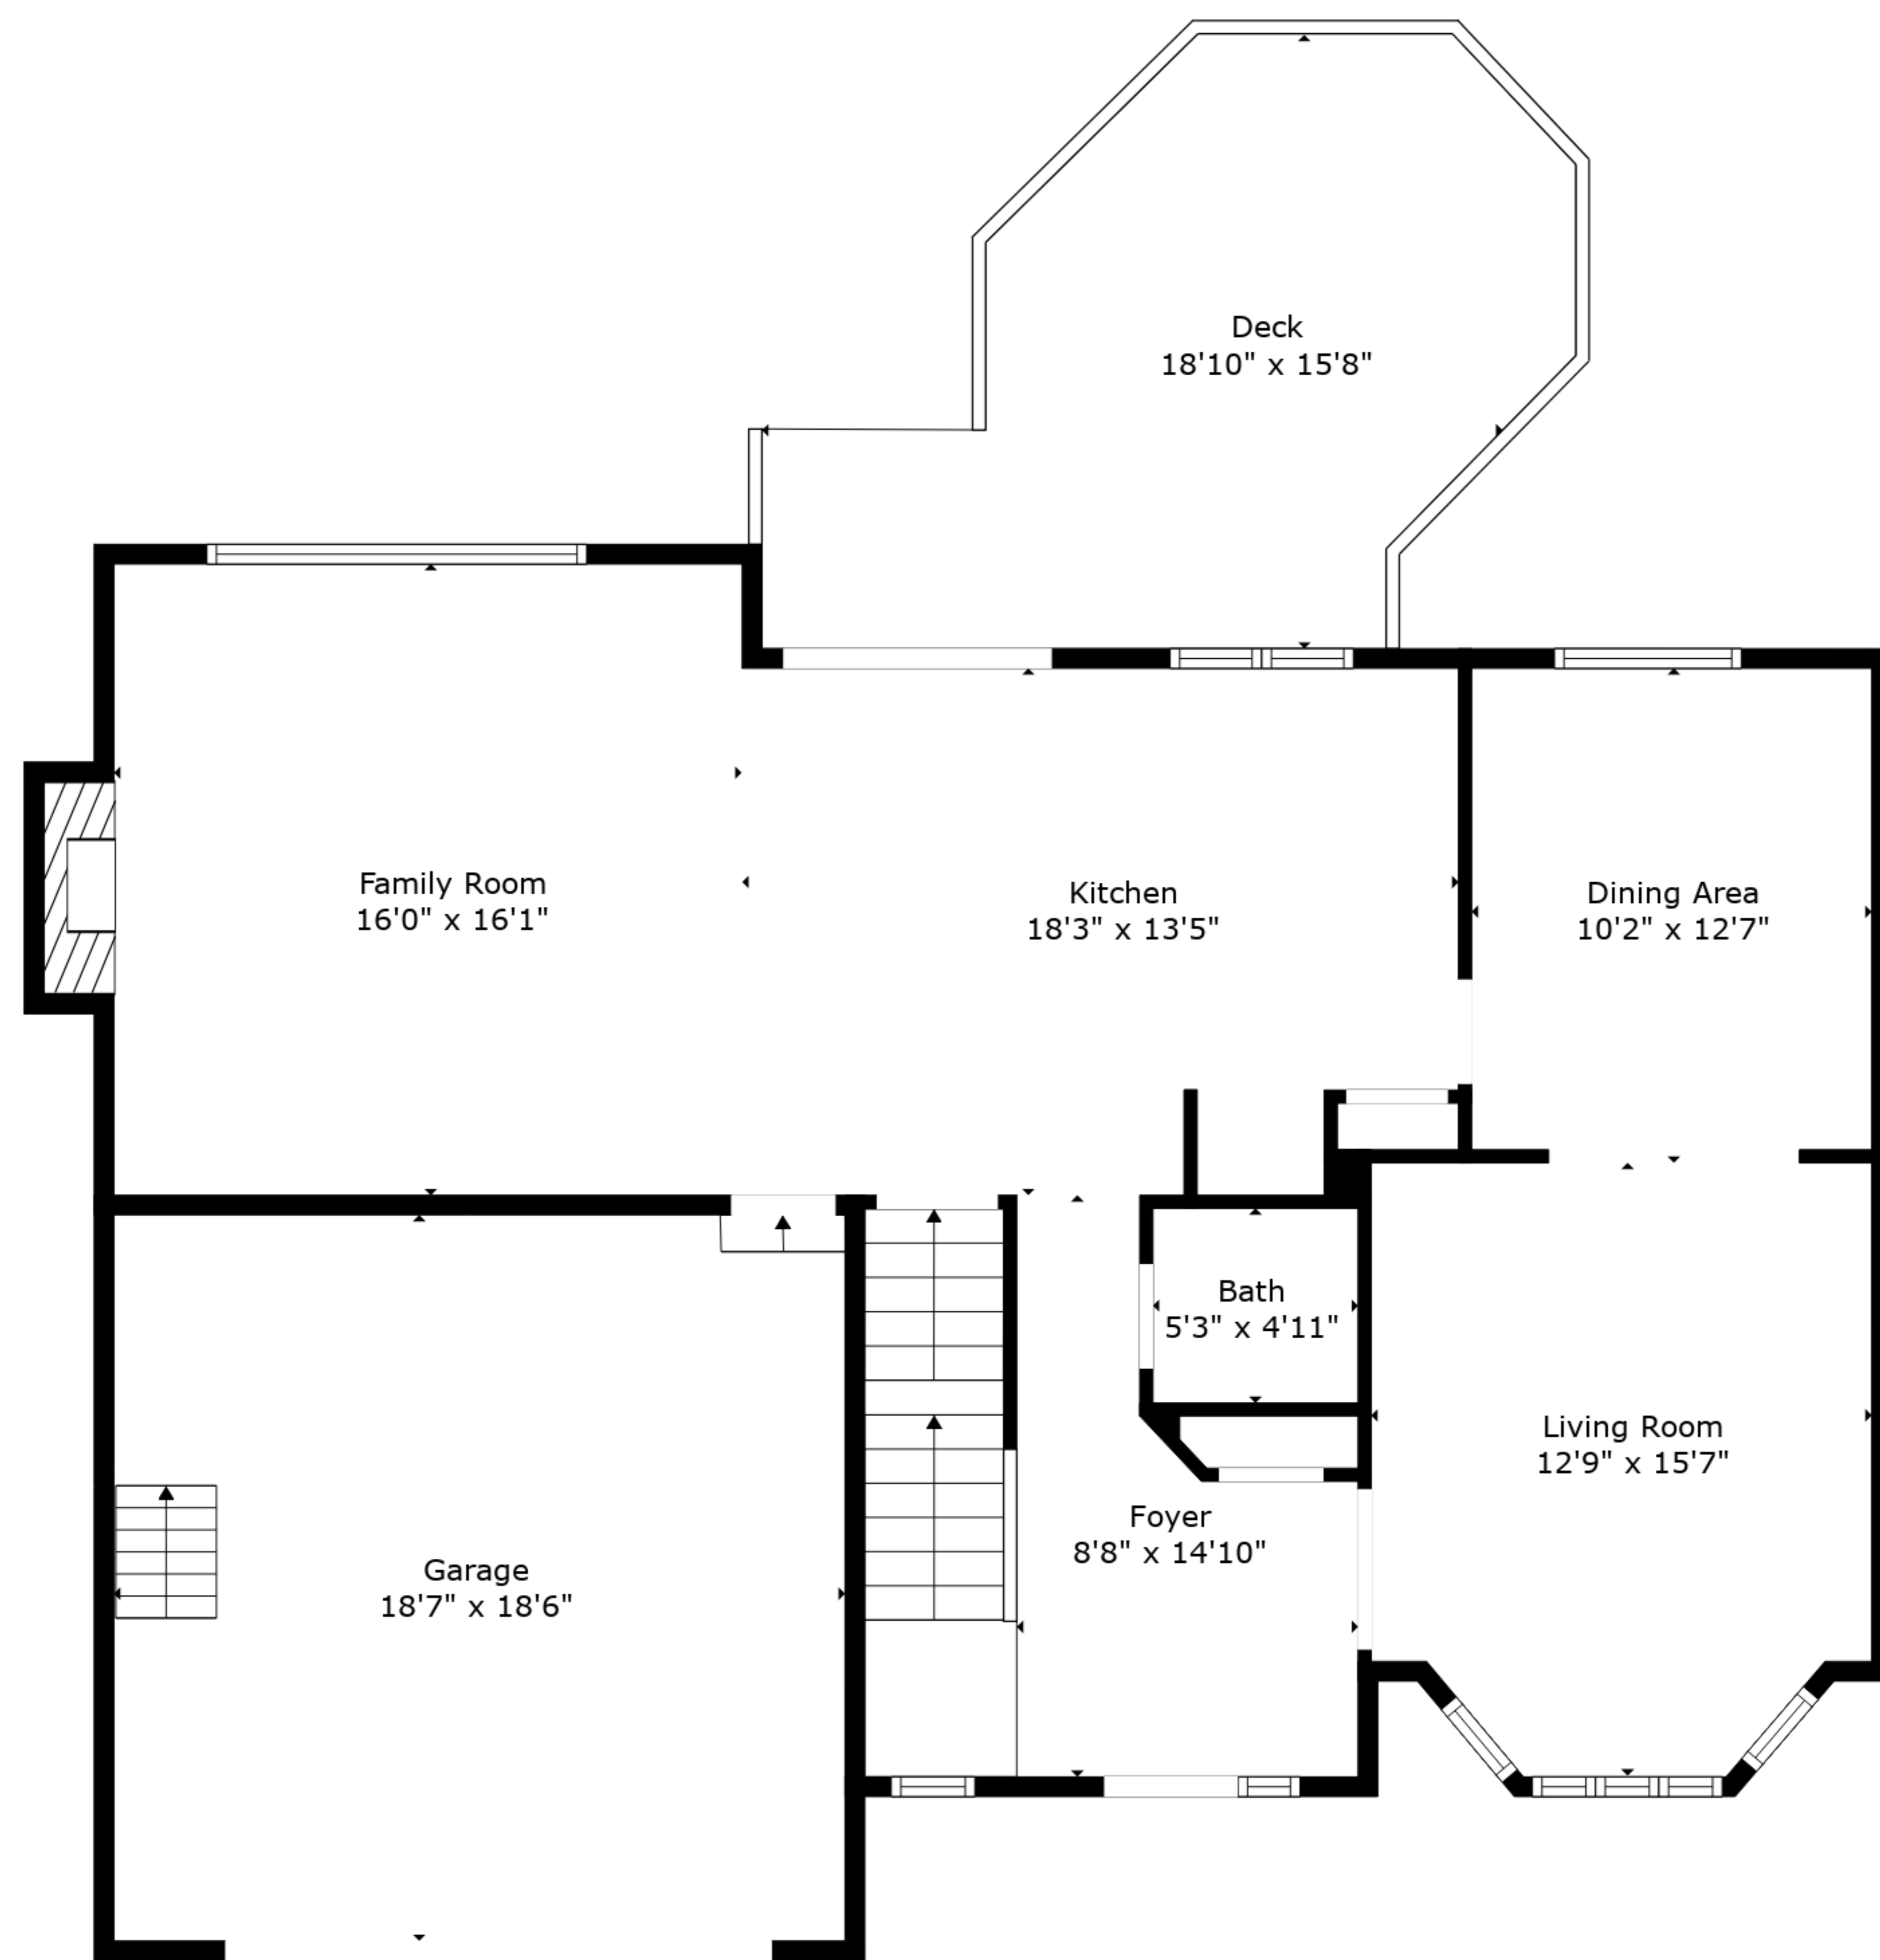 Deck
18'10" x 15'8"
Family Room
16'0" x 16'1"
Kitchen
18'3" x 13'5"
Dining Area
10'2" x 12'7"
Bath
5'3" x 4'11"
Living Room
12'9" x 15'7"
Foyer
8'8" x 14'10"
Garage
18'7" x 18'6"